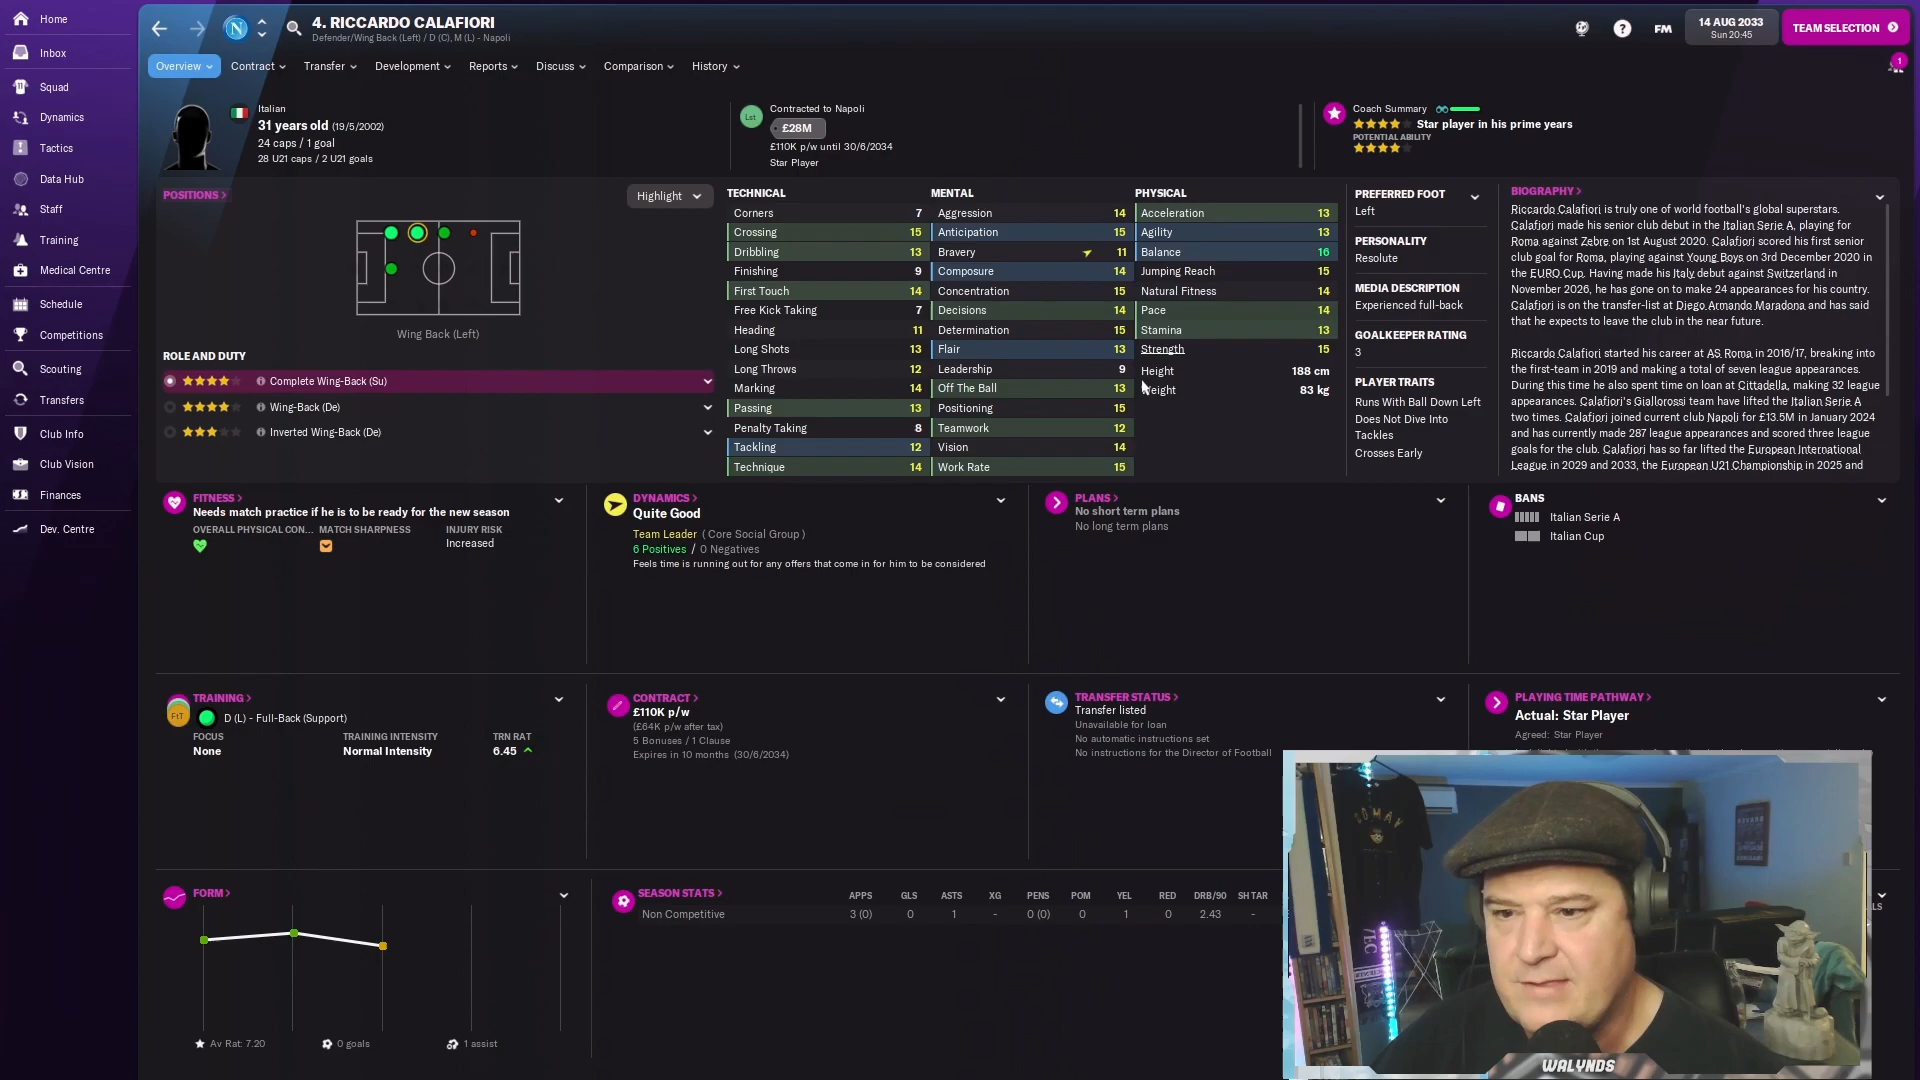 Home
Inbox
Squad
Dynamics
Tactics
Data Hub
Staff
Training
Medical Centre
Schedule
Competitions
Scouting
Transfers
Club Info
Club Vision
Finances
Dev. Centre
4. RICCARDO CALAFIORI
Defender/Wing Back (Left) / D (C), M (L) - Napoli
FM
14 AUG 2033
Sun 20:45
TEAM SELECTION
1
Overview
Contract
Transfer
Development
Reports
Discuss
Comparison
History
Italian
31 years old (19/5/2002)
24 caps / 1 goal
28 U21 caps / 2 U21 goals
Lst
Contracted to Napoli
£28M
£110K p/w until 30/6/2034
Star Player
Coach Summary
Star player in his prime years
POTENTIAL ABILITY
POSITIONS >
Highlight
Wing Back (Left)
ROLE AND DUTY
Complete Wing-Back (Su)
Wing-Back (De)
Inverted Wing-Back (De)
TECHNICAL
Corners 7
Crossing 15
Dribbling 13
Finishing 9
First Touch 14
Free Kick Taking 7
Heading 11
Long Shots 13
Long Throws 12
Marking 14
Passing 13
Penalty Taking 8
Tackling 12
Technique 14
MENTAL
Aggression 14
Anticipation 15
Bravery 11
Composure 14
Concentration 15
Decisions 14
Determination 15
Flair 13
Leadership 9
Off The Ball 13
Positioning 15
Teamwork 12
Vision 14
Work Rate 15
PHYSICAL
Acceleration 13
Agility 13
Balance 16
Jumping Reach 15
Natural Fitness 14
Pace 14
Stamina 13
Strength 15
Height 188 cm
Weight 83 kg
PREFERRED FOOT
Left
PERSONALITY
Resolute
MEDIA DESCRIPTION
Experienced full-back
GOALKEEPER RATING
3
PLAYER TRAITS
Runs With Ball Down Left
Does Not Dive Into
Tackles
Crosses Early
BIOGRAPHY >
Riccardo Calafiori is truly one of world football's global superstars.
Calafiori made his senior club debut in the Italian Serie A, playing for
Roma against Zebre on 1st August 2020. Calafiori scored his first senior
club goal for Roma, playing against Young Boys on 3rd December 2020 in
the EURO Cup. Having made his Italy debut against Switzerland in
November 2026, he has gone on to make 24 appearances for his country.
Calafiori is on the transfer-list at Diego Armando Maradona and has said
that he expects to leave the club in the near future.
Riccardo Calafiori started his career at AS Roma in 2016/17, breaking into
the first-team in 2019 and making a total of seven league appearances.
During this time he also spent time on loan at Cittadella, making 32 league
appearances. Calafiori's Giallorossi team have lifted the Italian Serie A
two times. Calafiori joined current club Napoli for £13.5M in January 2024
and has currently made 287 league appearances and scored three league
goals for the club. Calafiori has so far lifted the European International
League in 2029 and 2033, the European U21 Championship in 2025 and
FITNESS >
Needs match practice if he is to be ready for the new season
OVERALL PHYSICAL CON... MATCH SHARPNESS INJURY RISK
Increased
DYNAMICS >
Quite Good
Team Leader ( Core Social Group )
6 Positives / 0 Negatives
Feels time is running out for any offers that come in for him to be considered
PLANS >
No short term plans
No long term plans
BANS
Italian Serie A
Italian Cup
TRAINING >
FtT
D (L) - Full-Back (Support)
FOCUS TRAINING INTENSITY TRN RAT
None Normal Intensity 6.45
CONTRACT >
£110K p/w
(£64K p/w after tax)
5 Bonuses / 1 Clause
Expires in 10 months (30/6/2034)
TRANSFER STATUS >
Transfer listed
Unavailable for loan
No automatic instructions set
No instructions for the Director of Football
PLAYING TIME PATHWAY >
Actual: Star Player
Agreed: Star Player
FORM >
Av Rat: 7.20 0 goals 1 assist
SEASON STATS > APPS GLS ASTS XG PENS POM YEL RED DRB/90 SH TAR
Non Competitive 3 (0) 0 1 - 0 (0) 0 1 0 2.43 -
WALYNDS